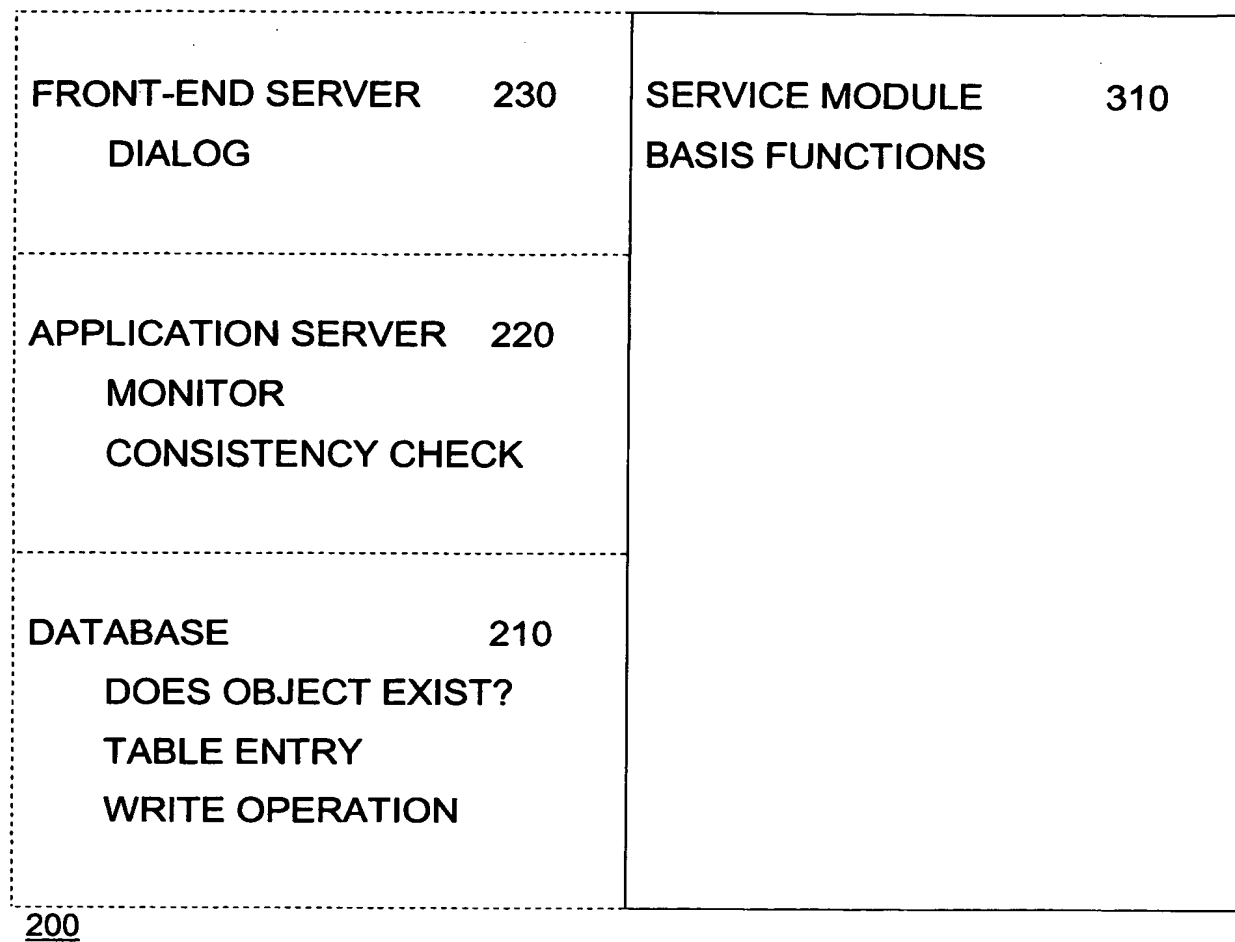 FRONT-END SERVER 230
DIALOG
APPLICATION SERVER 220
MONITOR
CONSISTENCY CHECK
DATABASE 210
DOES OBJECT EXIST?
TABLE ENTRY
WRITE OPERATION
SERVICE MODULE 310
BASIS FUNCTIONS
200